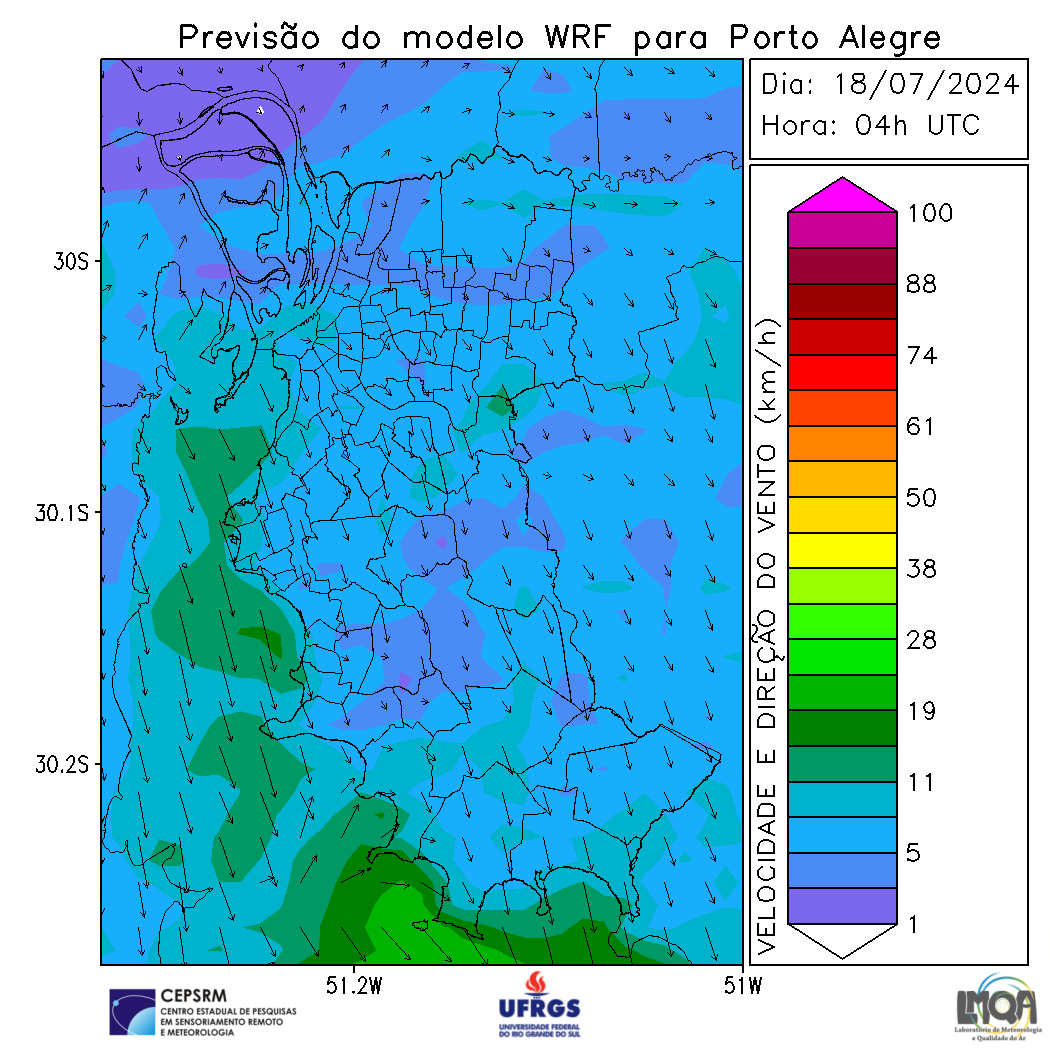 Previsão do modelo WRF para Porto Alegre
Dia: 18/07/2024
Hora: 04h UTC
30S
30.1S
30.2S
51.2W
51W
VELOCIDADE E DIREÇÃO DO VENTO (km/h)
100
88
74
61
50
38
28
19
11
5
1
CEPSRM
CENTRO ESTADUAL DE PESQUISAS
EM SENSORIAMENTO REMOTO
E METEOROLOGIA
UFRGS
UNIVERSIDADE FEDERAL
DO RIO GRANDE DO SUL
LMQA
Laboratório de Meteorologia
e Qualidade do Ar